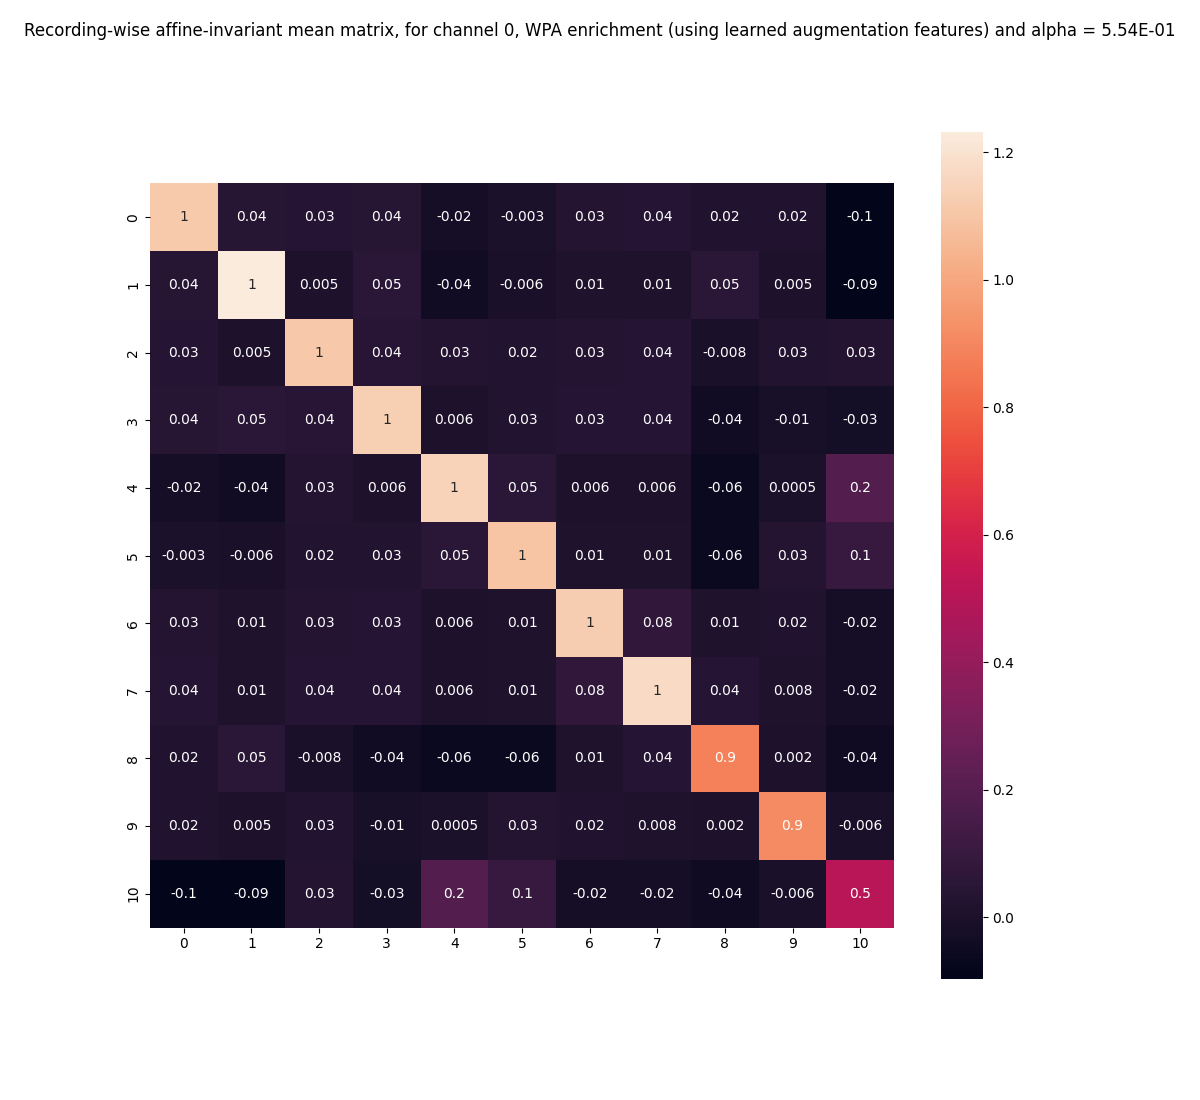 Recording-wise affine-invariant mean matrix, for channel 0, WPA enrichment (using learned augmentation features) and alpha = 5.54E-01
1.2
1.0
0.8
0.6
0.4
0.2
0.0
0 1 0.04 0.03 0.04 -0.02 -0.003 0.03 0.04 0.02 0.02 -0.1
1 0.04 1 0.005 0.05 -0.04 -0.006 0.01 0.01 0.05 0.005 -0.09
2 0.03 0.005 1 0.04 0.03 0.02 0.03 0.04 -0.008 0.03 0.03
3 0.04 0.05 0.04 1 0.006 0.03 0.03 0.04 -0.04 -0.01 -0.03
4 -0.02 -0.04 0.03 0.006 1 0.05 0.006 0.006 -0.06 0.0005 0.2
5 -0.003 -0.006 0.02 0.03 0.05 1 0.01 0.01 -0.06 0.03 0.1
6 0.03 0.01 0.03 0.03 0.006 0.01 1 0.08 0.01 0.02 -0.02
7 0.04 0.01 0.04 0.04 0.006 0.01 0.08 1 0.04 0.008 -0.02
8 0.02 0.05 -0.008 -0.04 -0.06 -0.06 0.01 0.04 0.9 0.002 -0.04
9 0.02 0.005 0.03 -0.01 0.0005 0.03 0.02 0.008 0.002 0.9 -0.006
10 -0.1 -0.09 0.03 -0.03 0.2 0.1 -0.02 -0.02 -0.04 -0.006 0.5
0 1 2 3 4 5 6 7 8 9 10